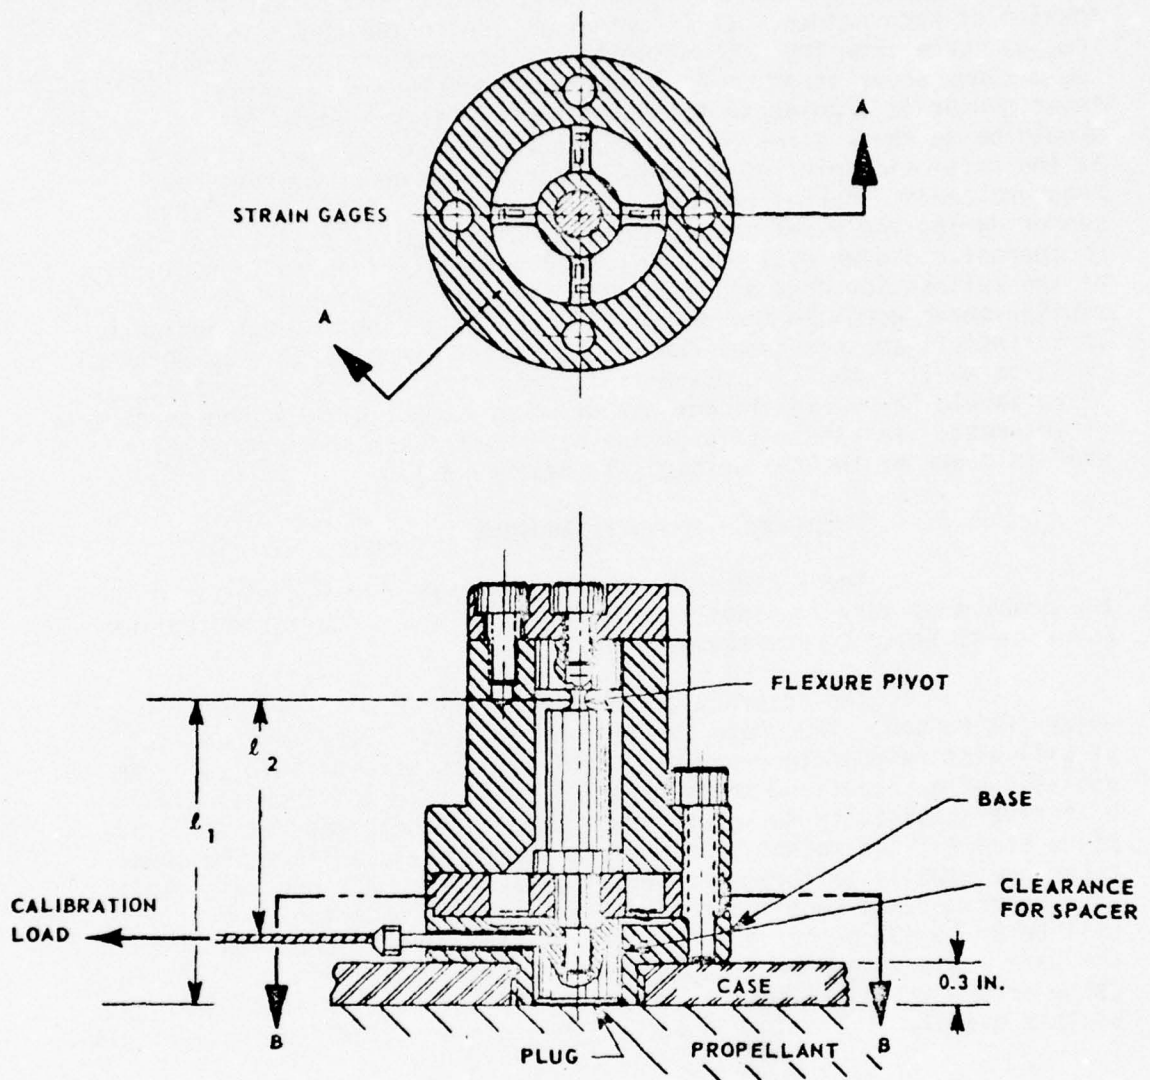 A
STRAIN GAGES
A
FLEXURE PIVOT
ℓ2
ℓ1
BASE
CLEARANCE
FOR SPACER
CALIBRATION
LOAD
CASE
0.3 IN.
B
B
PLUG
PROPELLANT